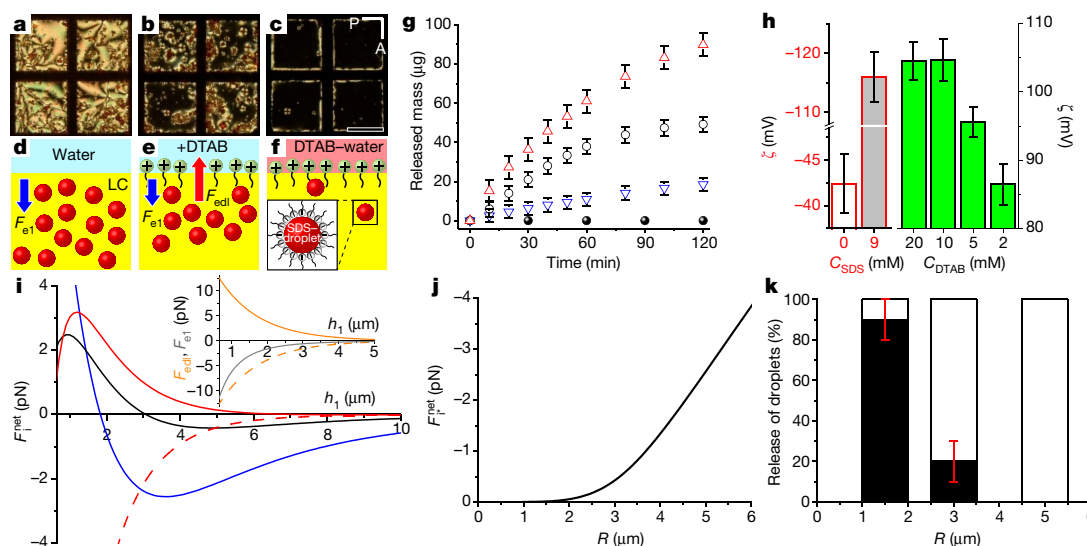 a
b
c
P
A
d
Water
LC
F_e1
e
+DTAB
F_e1
F_edl
f
DTAB–water
SDS–
droplet
g
Released mass (μg)
100
80
60
40
20
0
0 30 60 90 120
Time (min)
h
ζ (mV)
−120
−110
−45
−40
110
100
90
80
ζ (mV)
0 9 20 10 5 2
C_SDS (mM) C_DTAB (mM)
i
F_i^net (pN)
4
2
0
−2
−4
2 4 6 8 10
h_1 (μm)
F_edl, F_e1 (pN)
10
5
0
−5
−10
1 2 3 4 5
h_1 (μm)
j
F_i*^net (pN)
−4
−3
−2
−1
0
0 1 2 3 4 5 6
R (μm)
k
Release of droplets (%)
100
80
60
40
20
0
0 1 2 3 4 5 6
R (μm)